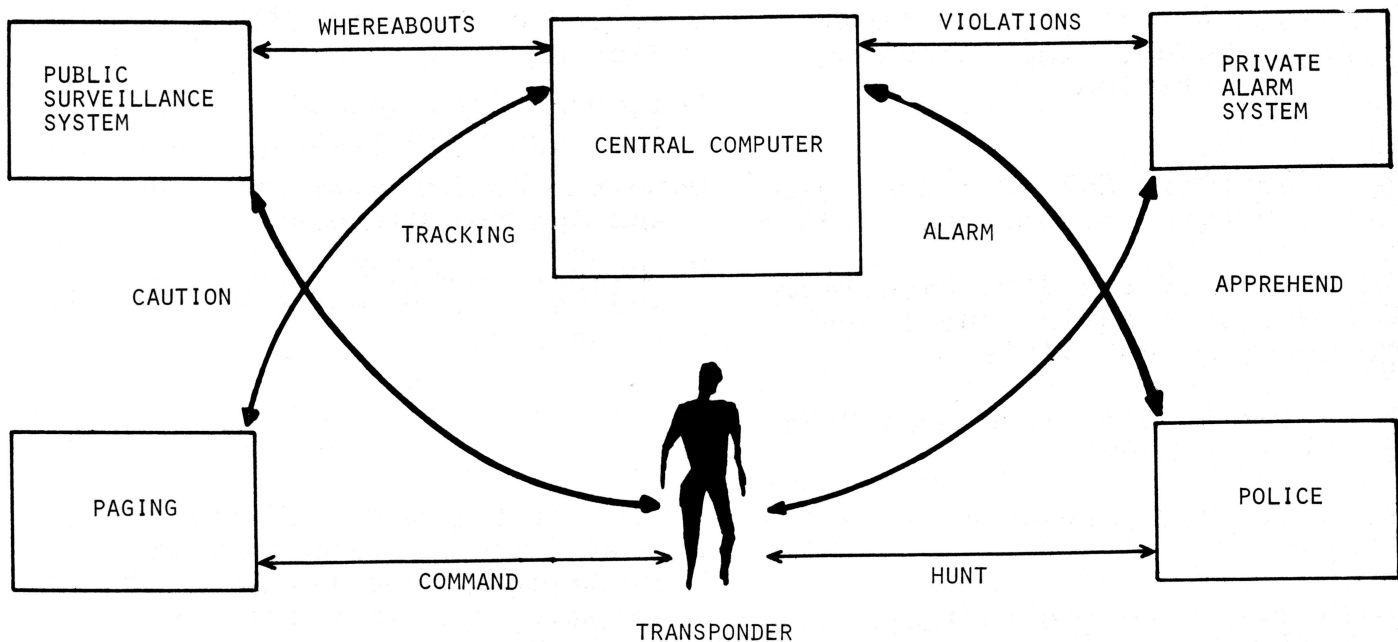 WHEREABOUTS
VIOLATIONS
PUBLIC
SURVEILLANCE
SYSTEM
CENTRAL COMPUTER
PRIVATE
ALARM
SYSTEM
TRACKING
ALARM
CAUTION
APPREHEND
PAGING
POLICE
COMMAND
HUNT
TRANSPONDER